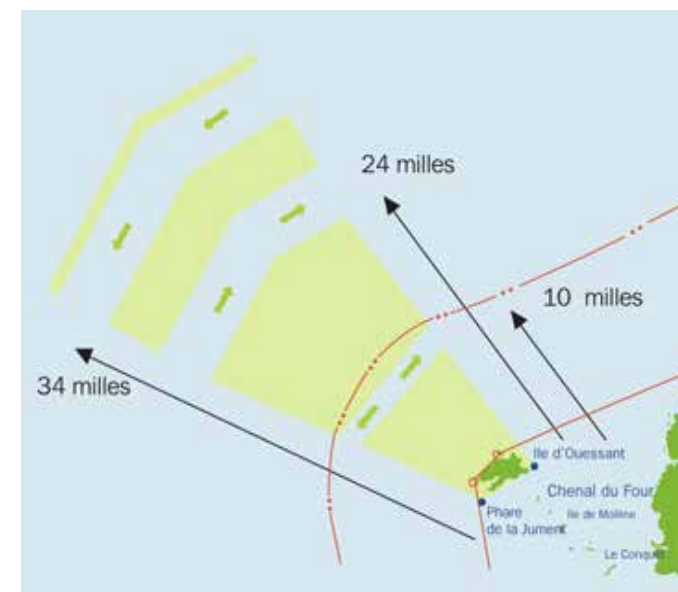 24 milles
10 milles
34 milles
Ile d'Ouessant
Chenal du Four
Ile de Molène
Phare
de la Jument
Le Conquet